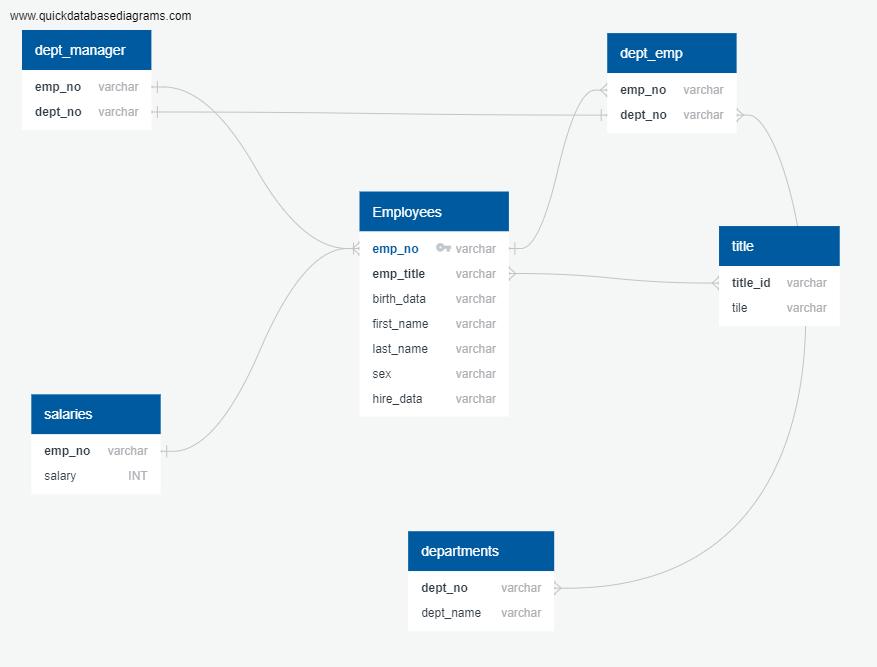 www.quickdatabasediagrams.com
dept_manager
emp_no varchar
dept_no varchar
dept_emp
emp_no varchar
dept_no varchar
Employees
emp_no varchar
emp_title varchar
birth_data varchar
first_name varchar
last_name varchar
sex varchar
hire_data varchar
title
title_id varchar
tile varchar
salaries
emp_no varchar
salary INT
departments
dept_no varchar
dept_name varchar